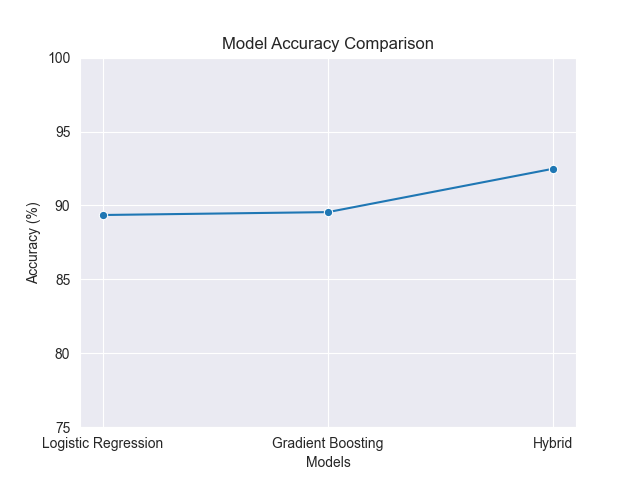 Model Accuracy Comparison
100
95
90
85
80
75
Accuracy (%)
Logistic Regression
Gradient Boosting
Hybrid
Models